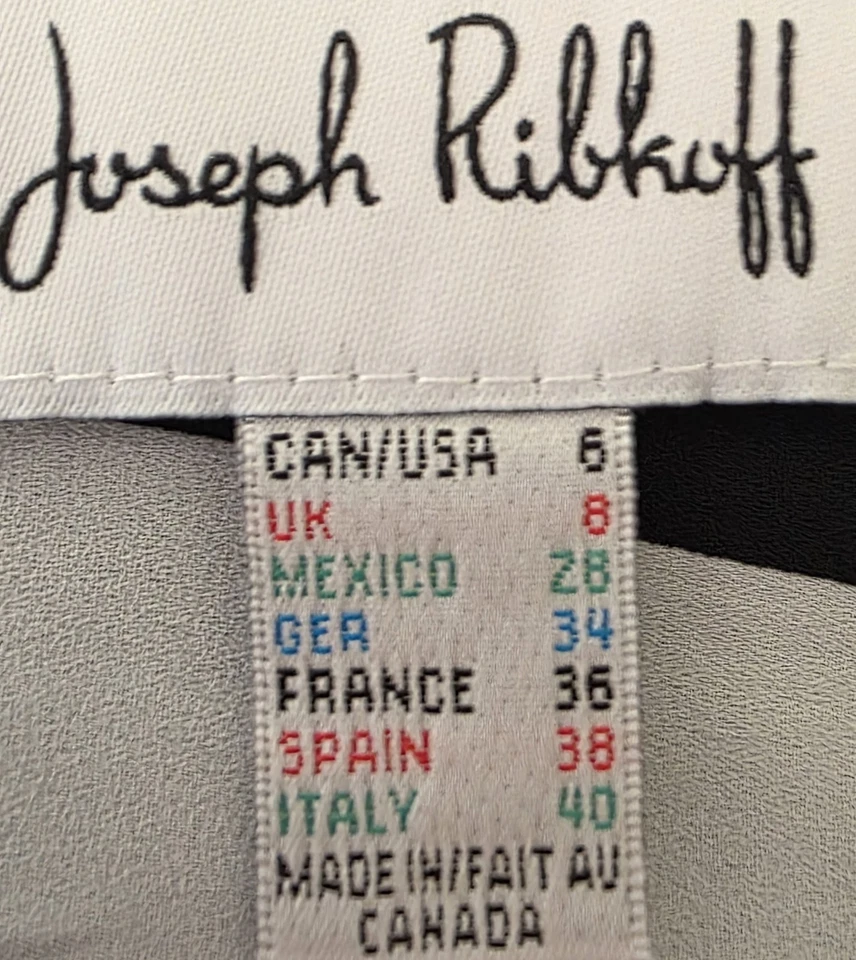 Joseph Ribkoff
CAN/USA 6
UK 8
MEXICO 28
GER 34
FRANCE 36
SPAIN 38
ITALY 40
MADE IN/FAIT AU
CANADA